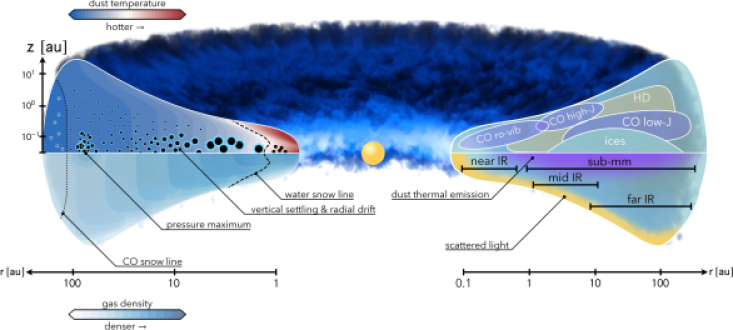 dust temperature
hotter →
z [au]
10¹
10⁰
10⁻¹
HD
CO high-J
CO low-J
CO ro-vib
ices
near IR
sub-mm
mid IR
far IR
water snow line
dust thermal emission
vertical settling & radial drift
pressure maximum
scattered light
CO snow line
r [au]
100
10
1
0.1
1
10
100
r [au]
gas density
denser →